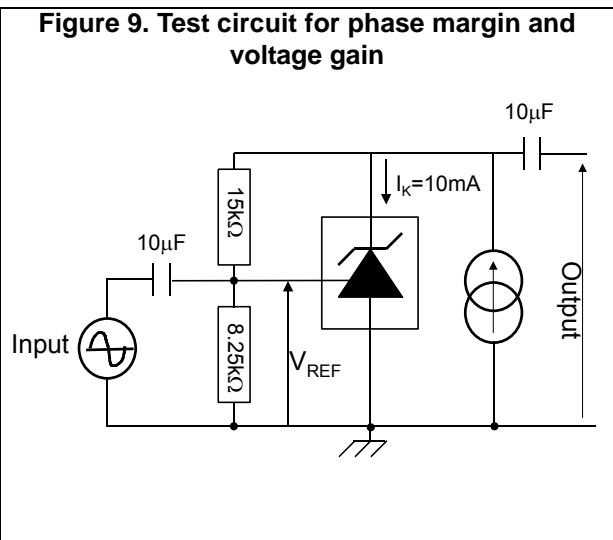 Figure 9. Test circuit for phase margin and
voltage gain
10μF
I_K=10mA
15kΩ
10μF
Output
Input
8.25kΩ
V_REF